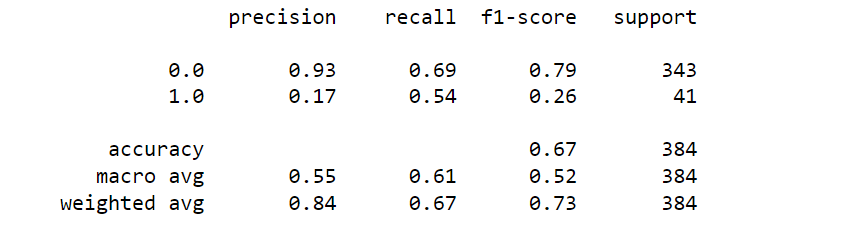 precision recall f1-score support
0.0 0.93 0.69 0.79 343
1.0 0.17 0.54 0.26 41
accuracy 0.67 384
macro avg 0.55 0.61 0.52 384
weighted avg 0.84 0.67 0.73 384